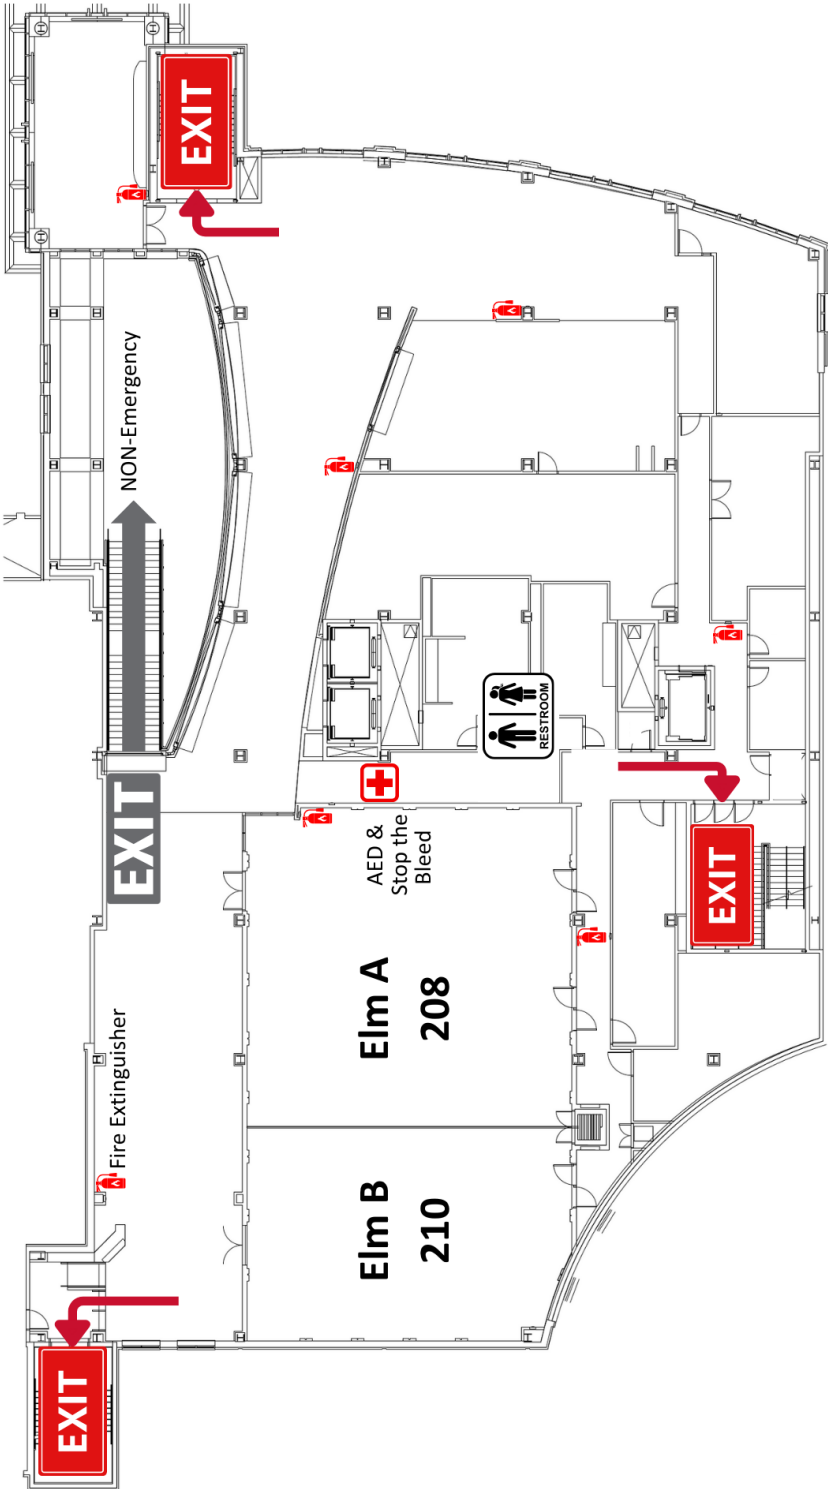 EXIT
NON-Emergency
EXIT
RESTROOM
AED &
Stop the
Bleed
EXIT
Elm A
208
Fire Extinguisher
Elm B
210
EXIT